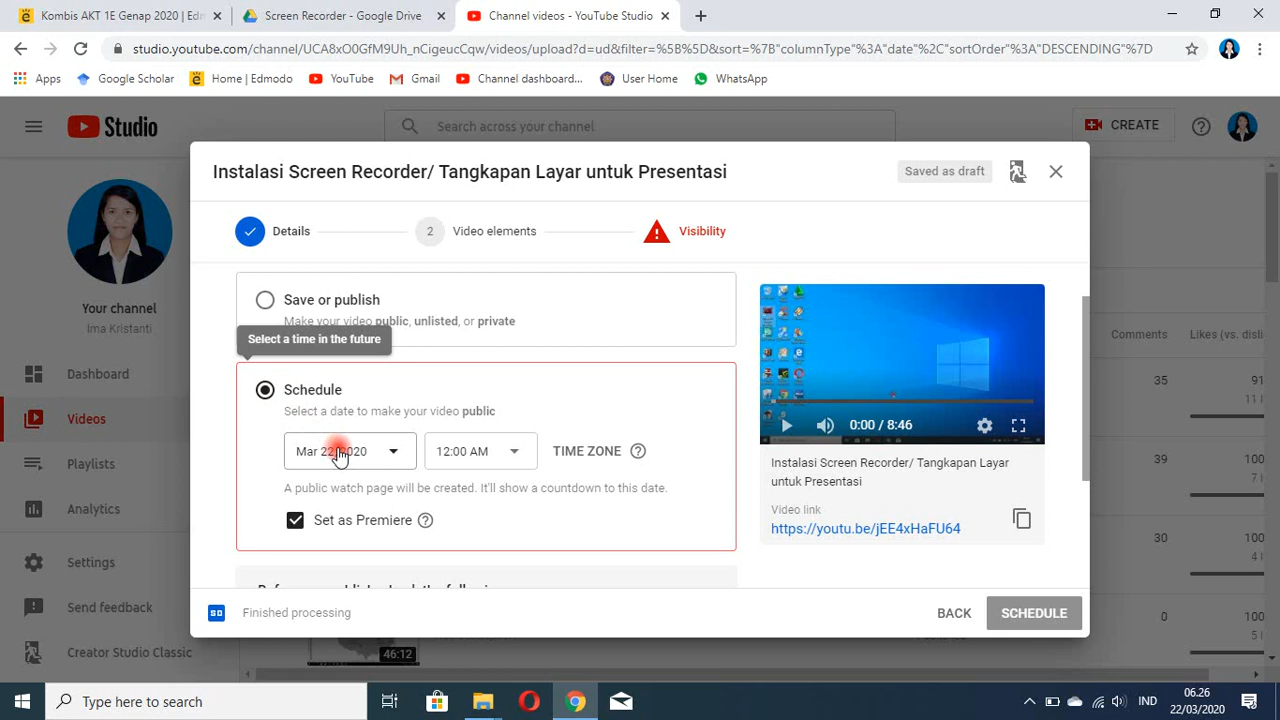 Kombis AKT 1E Genap 2020 | Edm
Screen Recorder - Google Drive
Channel videos - YouTube Studio
studio.youtube.com/channel/UCA8xO0GfM9Uh_nCigeucCqw/videos/upload?d=ud&filter=%5B%5D&sort=%7B"columnType"%3A"date"%2C"sortOrder"%3A"DESCENDING"%7D
Apps
Google Scholar
Home | Edmodo
YouTube
Gmail
Channel dashboard...
User Home
WhatsApp
Studio
Search across your channel
CREATE
Instalasi Screen Recorder/ Tangkapan Layar untuk Presentasi
Saved as draft
Details
2
Video elements
Visibility
Your channel
Ima Kristanti
Save or publish
Make your video public, unlisted, or private
Select a time in the future
Schedule
Select a date to make your video public
Mar 22, 2020
12:00 AM
TIME ZONE
A public watch page will be created. It'll show a countdown to this date.
Set as Premiere
0:00 / 8:46
Instalasi Screen Recorder/ Tangkapan Layar
untuk Presentasi
Video link
https://youtu.be/jEE4xHaFU64
SD
Finished processing
BACK
SCHEDULE
Dashboard
Videos
Playlists
Analytics
Settings
Send feedback
Creator Studio Classic
Comments
Likes (vs. disli
35
91
39
100
30
100
0
100
46:12
Type here to search
IND
06.26
22/03/2020